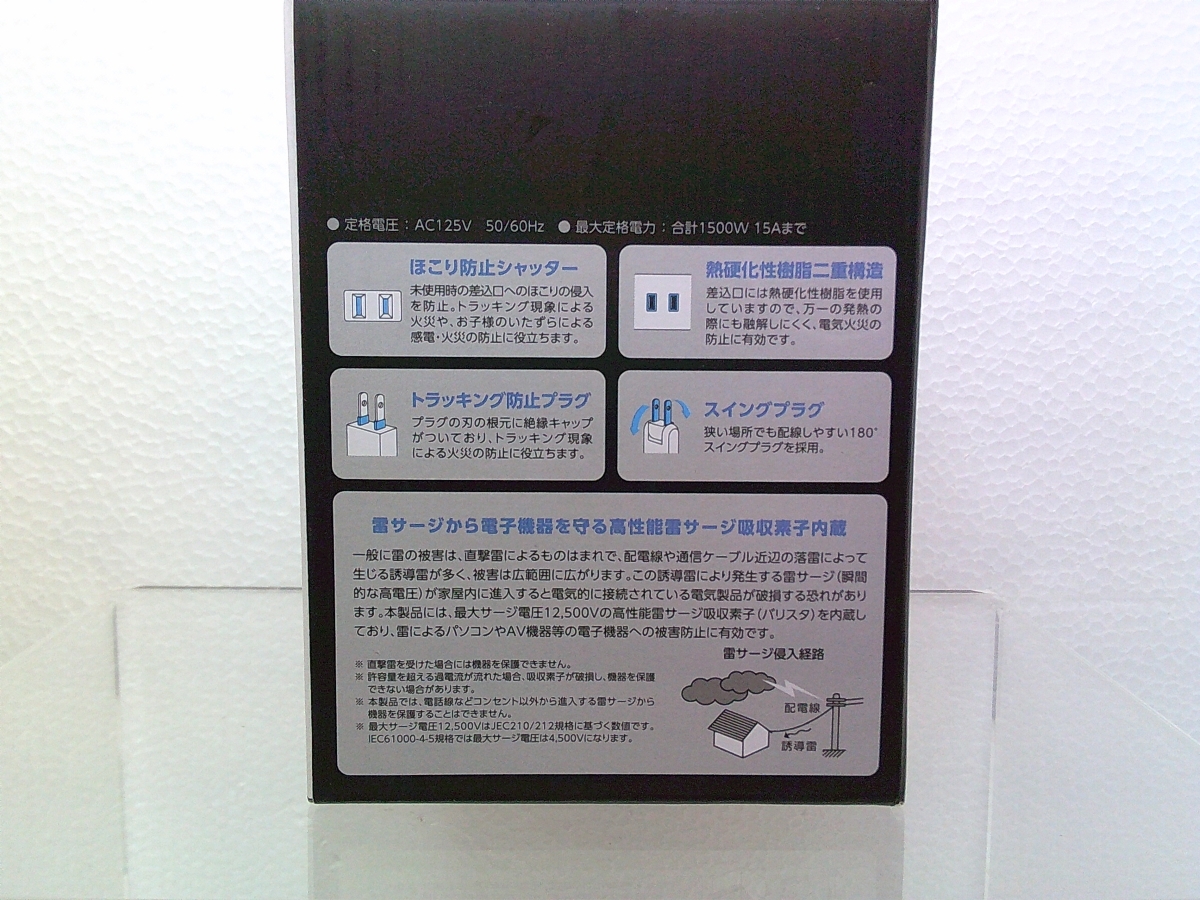 ● 定格電圧：AC125V 50/60Hz ● 最大定格電力：合計1500W 15Aまで
ほこり防止シャッター
未使用時の差込口へのほこりの侵入
を防止。トラッキング現象による
火災や、お子様のいたずらによる
感電・火災の防止に役立ちます。
熱硬化性樹脂二重構造
差込口には熱硬化性樹脂を使用
していますので、万一の発熱の
際にも融解しにくく、電気火災の
防止に有効です。
トラッキング防止プラグ
プラグの刃の根元に絶縁キャップ
がついており、トラッキング現象
による火災の防止に役立ちます。
スイングプラグ
狭い場所でも配線しやすい180°
スイングプラグを採用。
雷サージから電子機器を守る高性能雷サージ吸収素子内蔵
一般に雷の被害は、直撃雷によるものはまれで、配電線や通信ケーブル近辺の落雷によって
生じる誘導雷が多く、被害は広範囲に広がります。この誘導雷により発生する雷サージ（瞬間
的な高電圧）が家屋内に進入すると電気的に接続されている電気製品が破損する恐れがあり
ます。本製品には、最大サージ電圧12,500Vの高性能雷サージ吸収素子（バリスタ）を内蔵し
ており、雷によるパソコンやAV機器等の電子機器への被害防止に有効です。
※ 直撃雷を受けた場合には機器を保護できません。
※ 許容量を超える過電流が流れた場合、吸収素子が破損し、機器を保護
できない場合があります。
※ 本製品では、電話線などコンセント以外から進入する雷サージから
機器を保護することはできません。
※ 最大サージ電圧12,500VはJEC210/212規格に基づく数値です。
IEC61000-4-5規格では最大サージ電圧は4,500Vになります。
雷サージ侵入経路
配電線
誘導雷